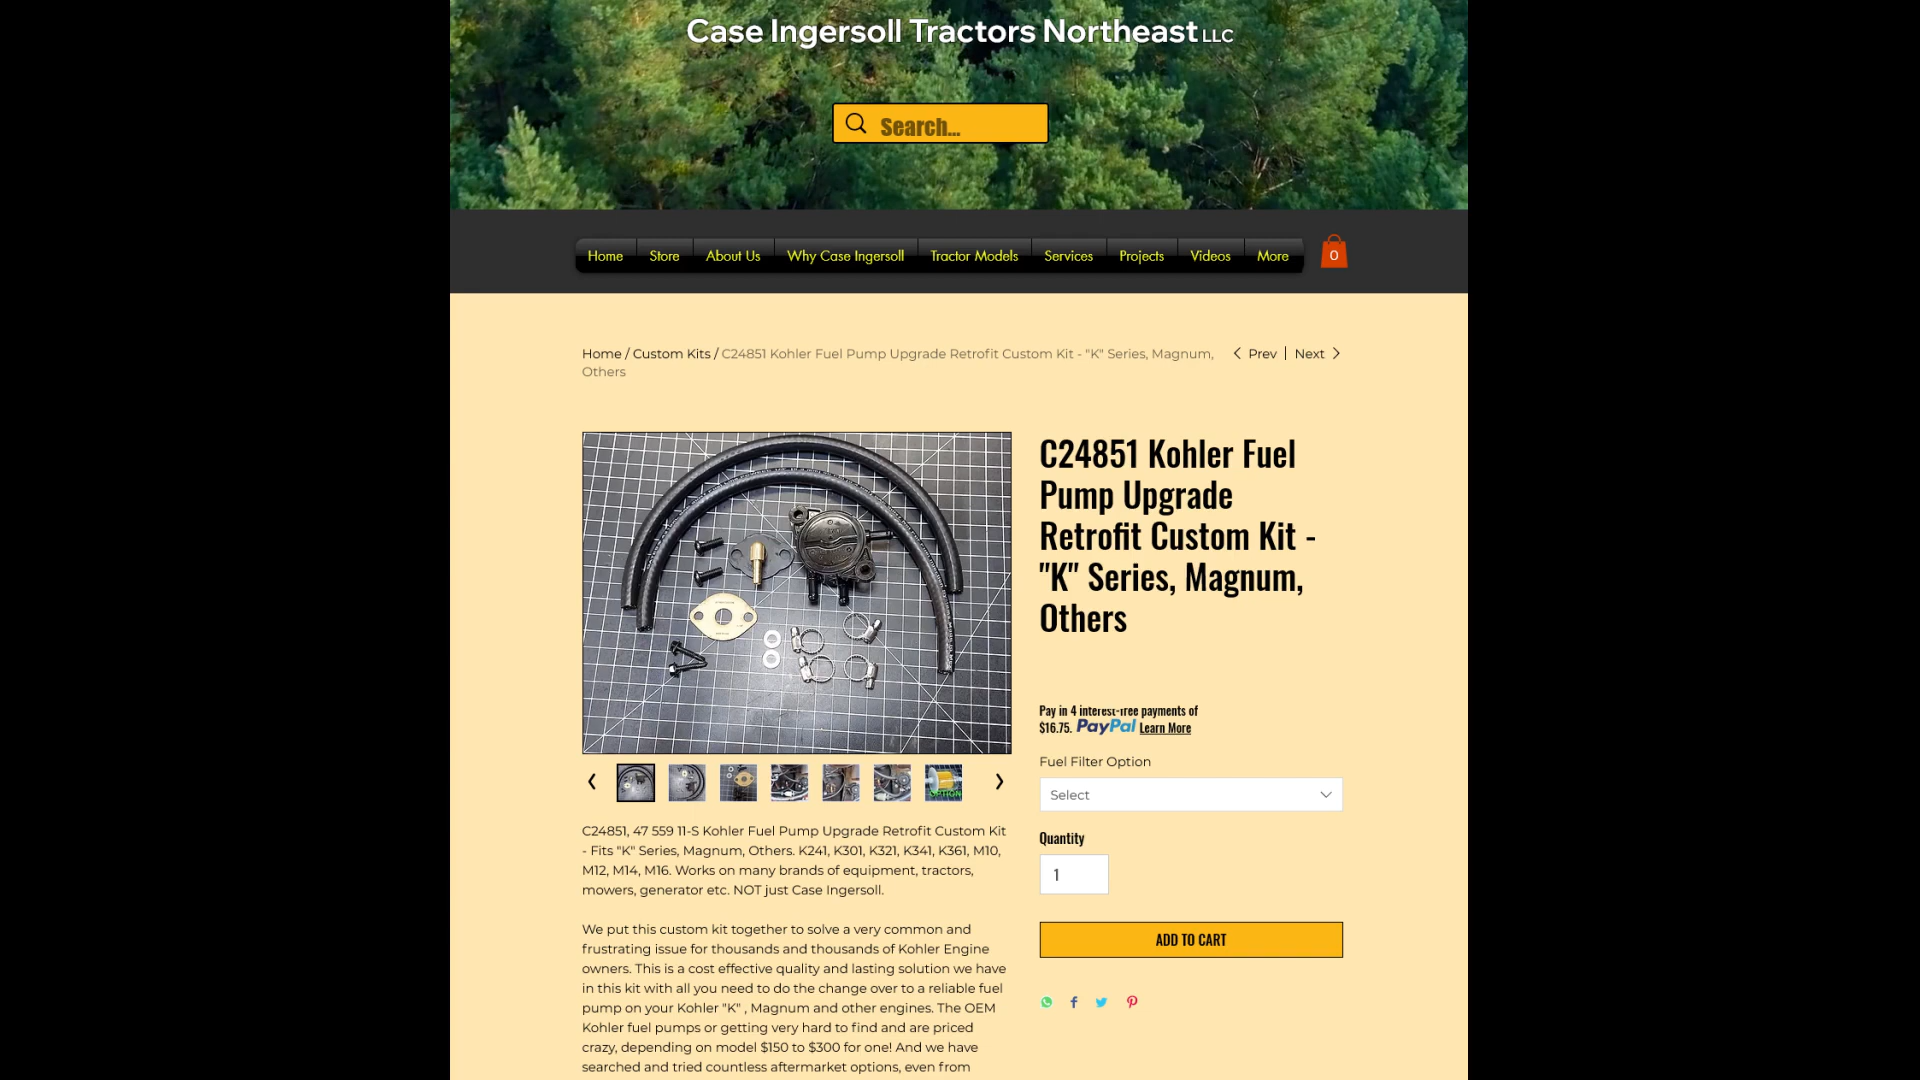 Case Ingersoll Tractors Northeast LLC
Search...
Home Store About Us Why Case Ingersoll Tractor Models Services Projects Videos More
0
Home / Custom Kits / C24851 Kohler Fuel Pump Upgrade Retrofit Custom Kit - "K" Series, Magnum,
Others
Prev | Next
C24851 Kohler Fuel
Pump Upgrade
Retrofit Custom Kit -
"K" Series, Magnum,
Others
Pay in 4 interest-free payments of
$16.75. PayPal Learn More
Fuel Filter Option
Select
Quantity
1
ADD TO CART
OPTION
C24851, 47 559 11-S Kohler Fuel Pump Upgrade Retrofit Custom Kit
- Fits "K" Series, Magnum, Others. K241, K301, K321, K341, K361, M10,
M12, M14, M16. Works on many brands of equipment, tractors,
mowers, generator etc. NOT just Case Ingersoll.
We put this custom kit together to solve a very common and
frustrating issue for thousands and thousands of Kohler Engine
owners. This is a cost effective quality and lasting solution we have
in this kit with all you need to do the change over to a reliable fuel
pump on your Kohler "K" , Magnum and other engines. The OEM
Kohler fuel pumps or getting very hard to find and are priced
crazy, depending on model $150 to $300 for one! And we have
searched and tried countless aftermarket options, even from